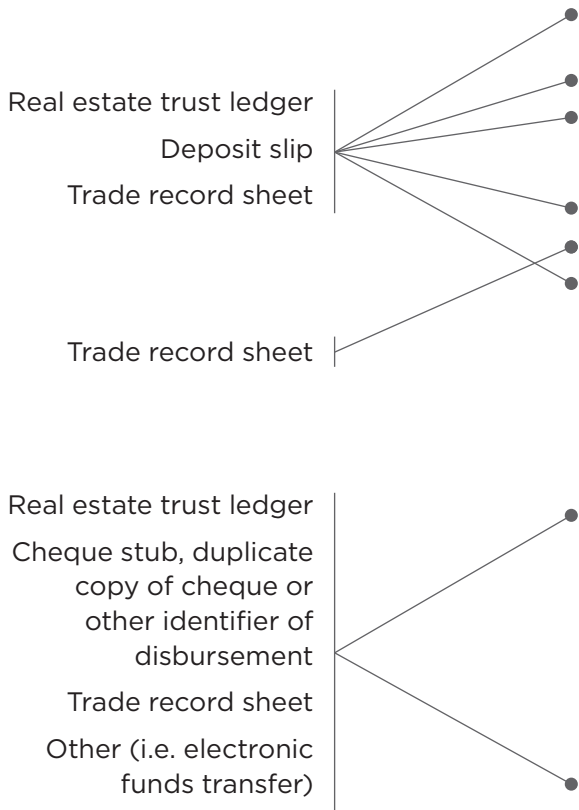 Real estate trust ledger
Deposit slip
Trade record sheet
Trade record sheet
Real estate trust ledger
Cheque stub, duplicate
copy of cheque or
other identifier of
disbursement
Trade record sheet
Other (i.e. electronic
funds transfer)